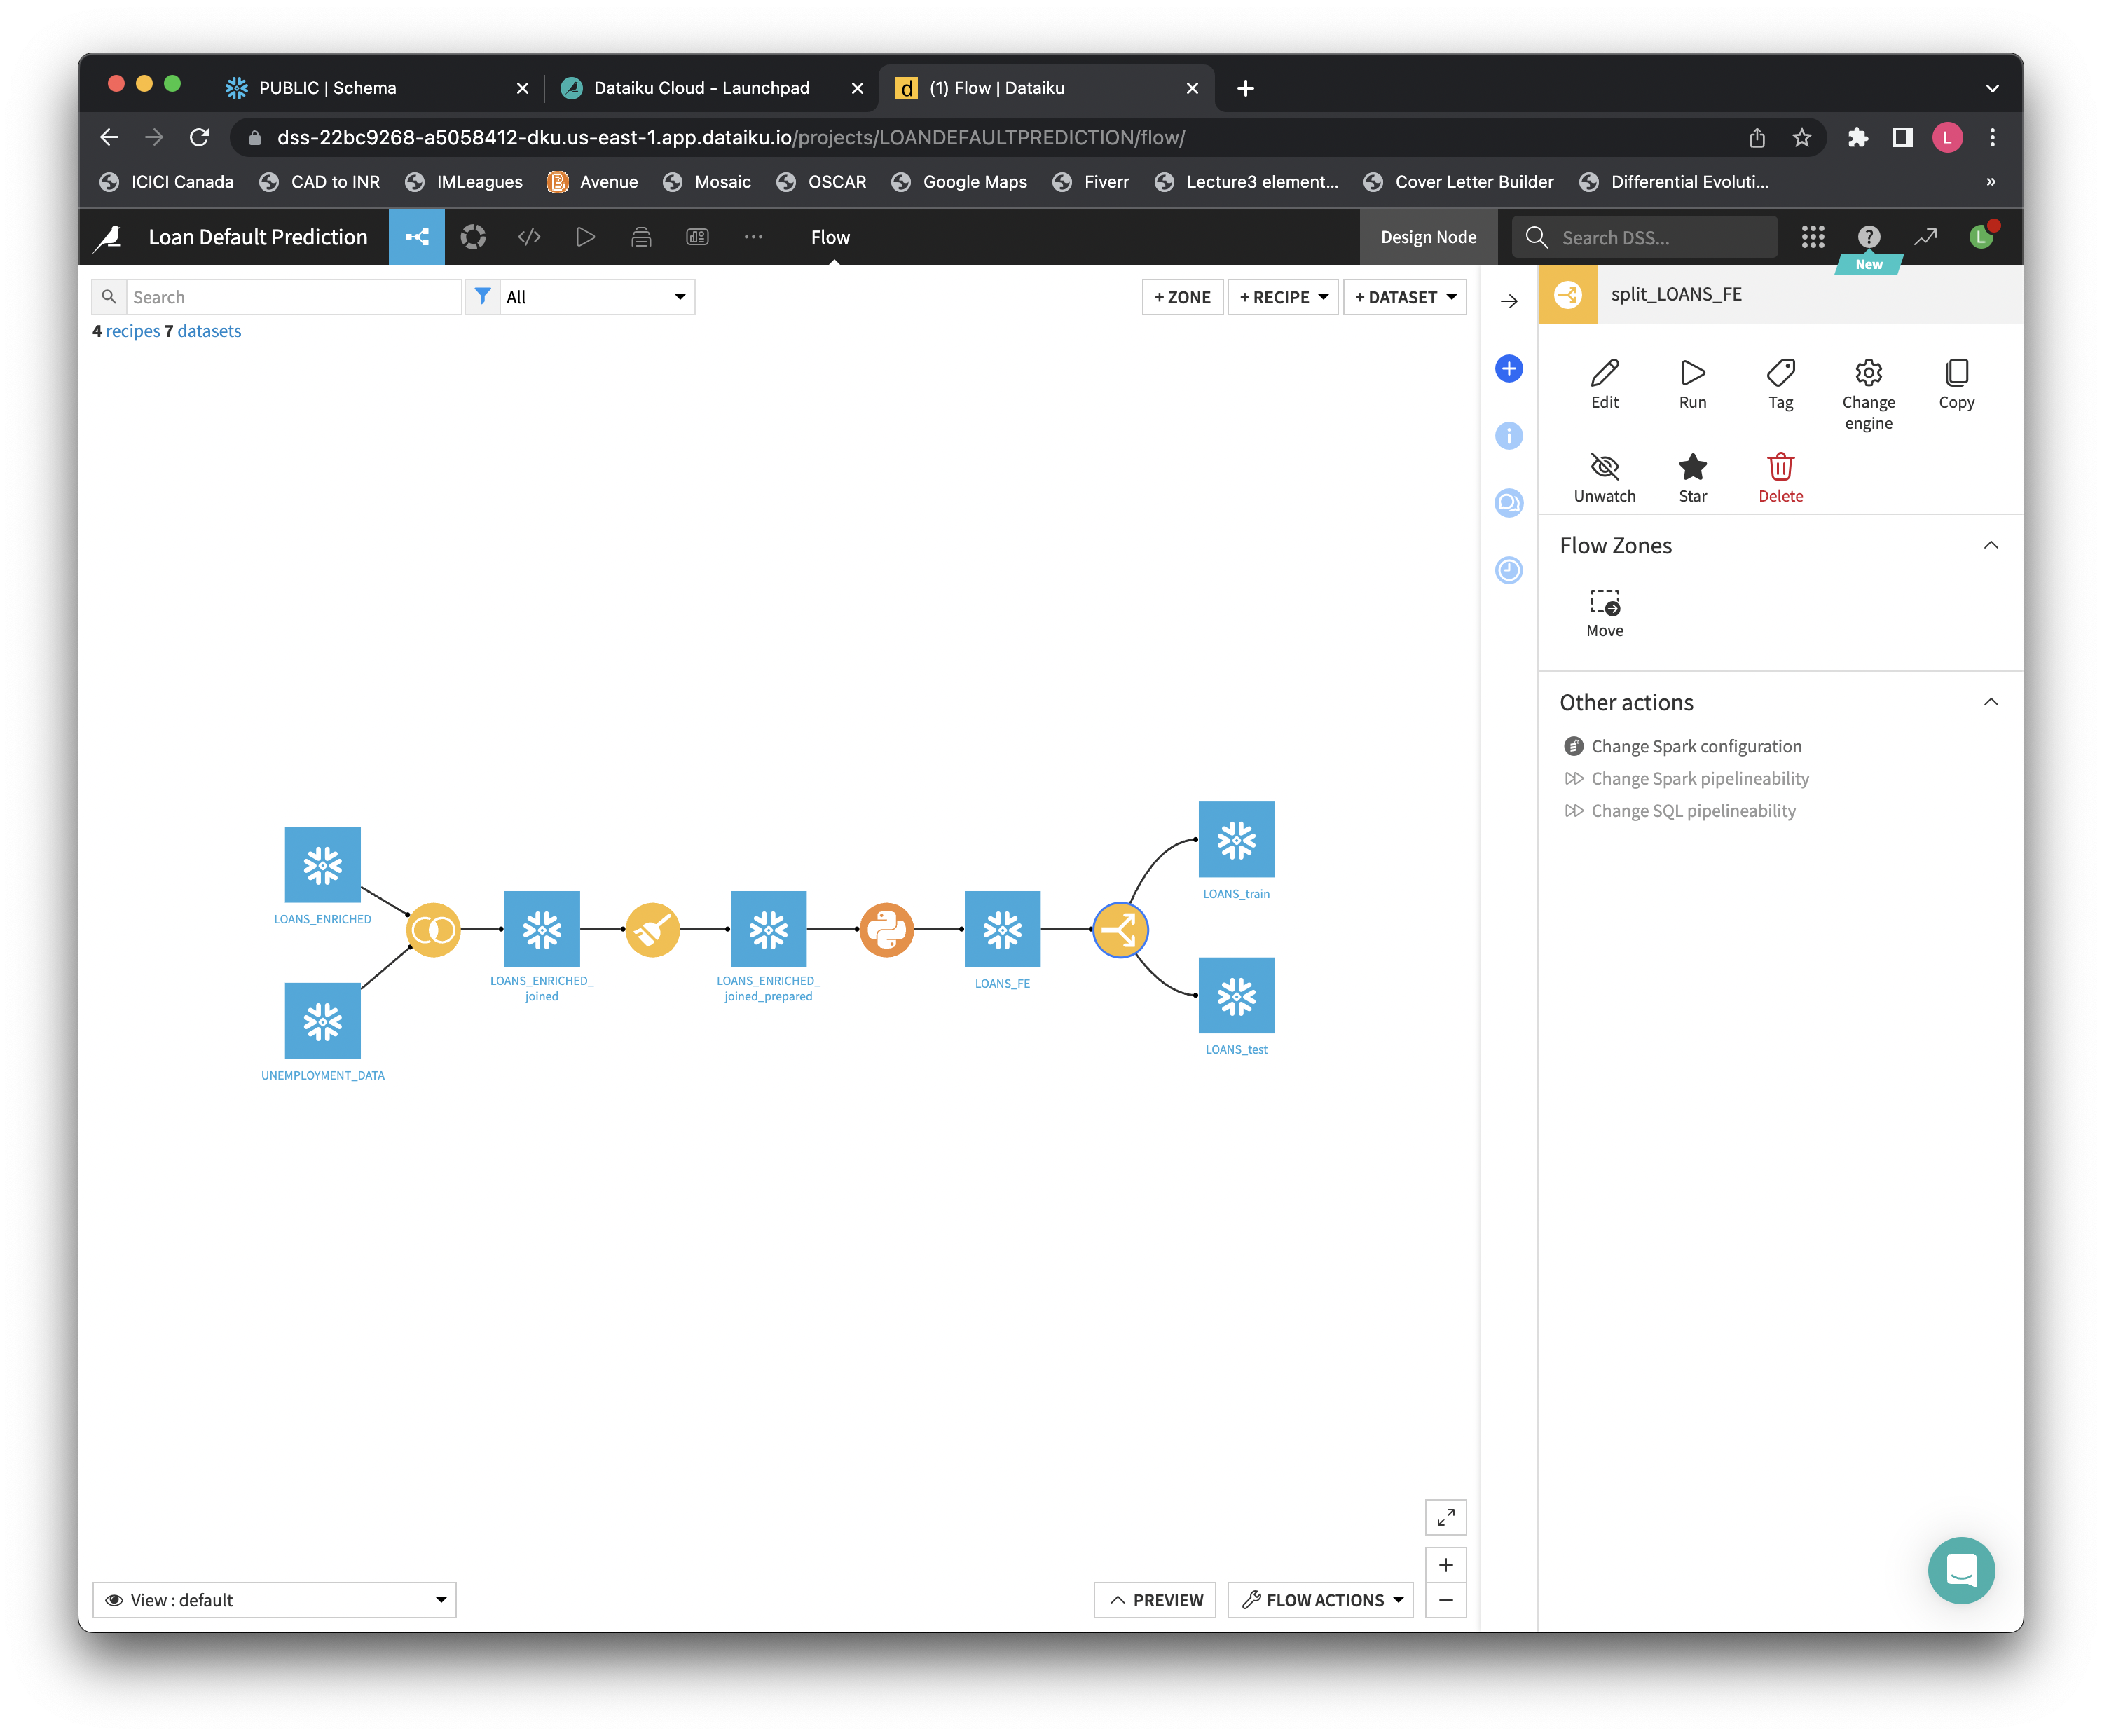 PUBLIC | Schema
Dataiku Cloud - Launchpad
d
(1) Flow | Dataiku
dss-22bc9268-a5058412-dku.us-east-1.app.dataiku.io/projects/LOANDEFAULTPREDICTION/flow/
L
ICICI Canada
CAD to INR
IMLeagues
B
Avenue
Mosaic
OSCAR
Google Maps
Fiverr
Lecture3 element...
Cover Letter Builder
Differential Evoluti...
»
Loan Default Prediction
Flow
Design Node
Search DSS...
?
L
New
Search
All
+ ZONE
+ RECIPE
+ DATASET
4 recipes 7 datasets
split_LOANS_FE
Edit
Run
Tag
Change
engine
Copy
Unwatch
Star
Delete
Flow Zones
Move
Other actions
Change Spark configuration
Change Spark pipelineability
Change SQL pipelineability
LOANS_ENRICHED
UNEMPLOYMENT_DATA
LOANS_ENRICHED_
joined
LOANS_ENRICHED_
joined_prepared
LOANS_FE
LOANS_train
LOANS_test
View : default
PREVIEW
FLOW ACTIONS